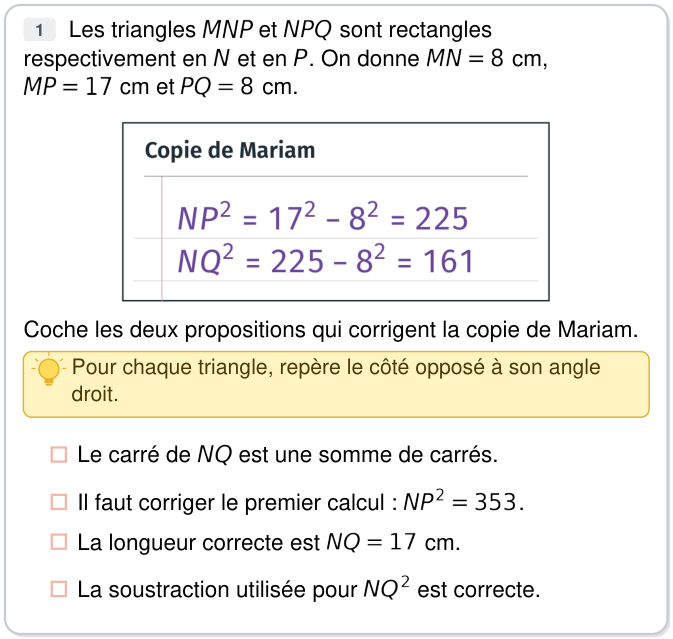 1 Les triangles MNP et NPQ sont rectangles
respectivement en N et en P. On donne MN = 8 cm,
MP = 17 cm et PQ = 8 cm.
Copie de Mariam
NP² = 17² − 8² = 225
NQ² = 225 − 8² = 161
Coche les deux propositions qui corrigent la copie de Mariam.
Pour chaque triangle, repère le côté opposé à son angle
droit.
Le carré de NQ est une somme de carrés.
Il faut corriger le premier calcul : NP² = 353.
La longueur correcte est NQ = 17 cm.
La soustraction utilisée pour NQ² est correcte.